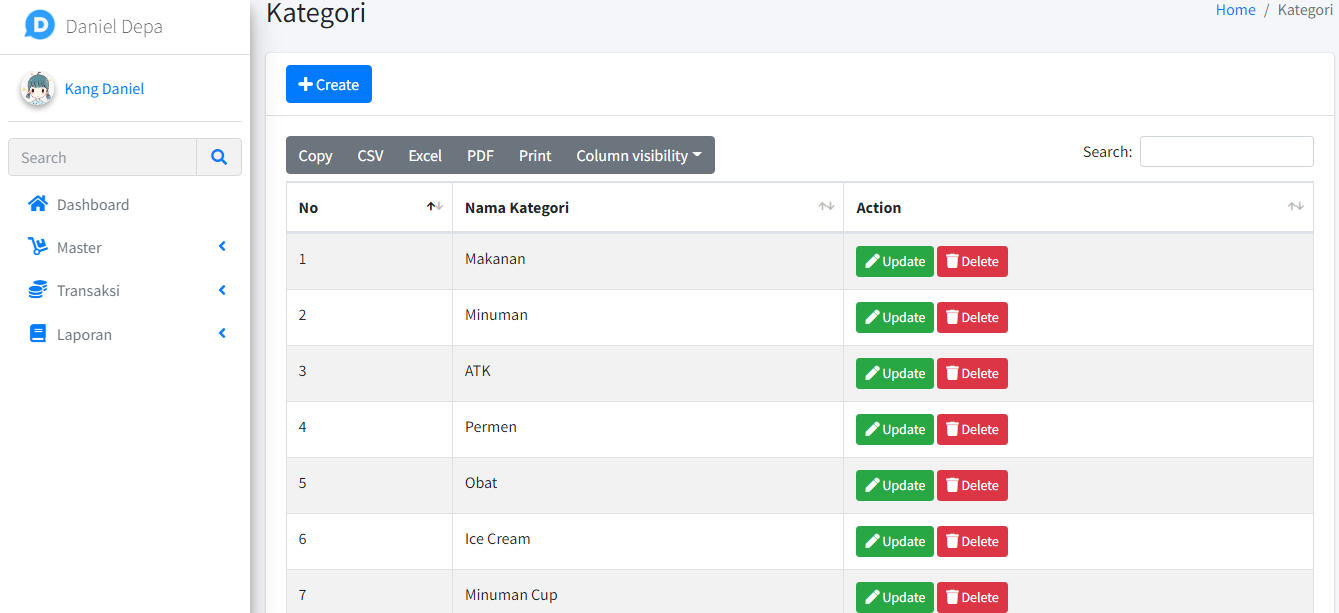 Daniel Depa
Kang Daniel
Search
Dashboard
Master
Transaksi
Laporan
Kategori
Home / Kategori
Create
Copy CSV Excel PDF Print Column visibility
Search:
No Nama Kategori Action
1 Makanan Update Delete
2 Minuman Update Delete
3 ATK Update Delete
4 Permen Update Delete
5 Obat Update Delete
6 Ice Cream Update Delete
7 Minuman Cup Update Delete